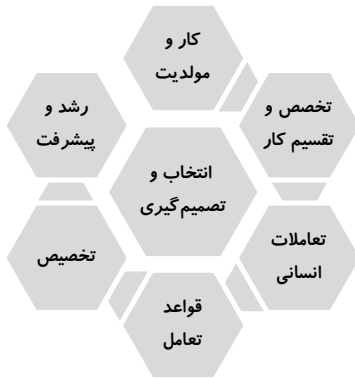 کار و
مولدیت
تخصص و
تقسیم کار
رشد و
پیشرفت
انتخاب و
تصمیم‌گیری
تعاملات
انسانی
تخصیص
قواعد
تعامل